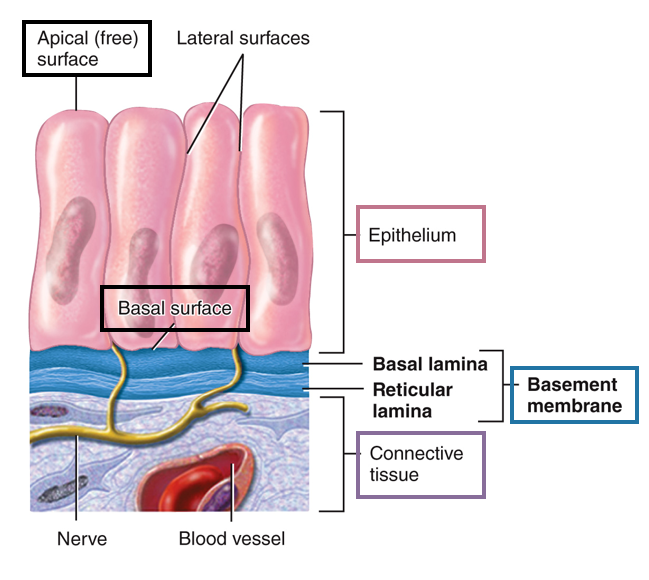 Apical (free)
surface
Lateral surfaces
Epithelium
Basal surface
Basal lamina
Reticular
lamina
Basement
membrane
Connective
tissue
Nerve
Blood vessel